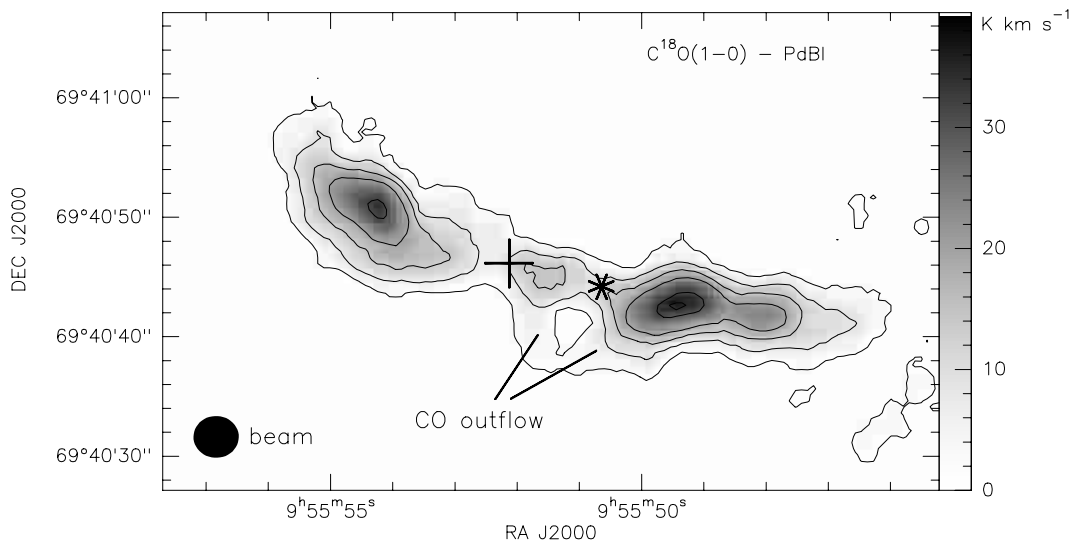 K km s⁻¹
C¹⁸O(1−0) − PdBI
69°41'00''
30
DEC J2000
69°40'50''
20
69°40'40''
10
CO outflow
beam
69°40'30''
0
9ʰ55ᵐ55ˢ
9ʰ55ᵐ50ˢ
RA J2000